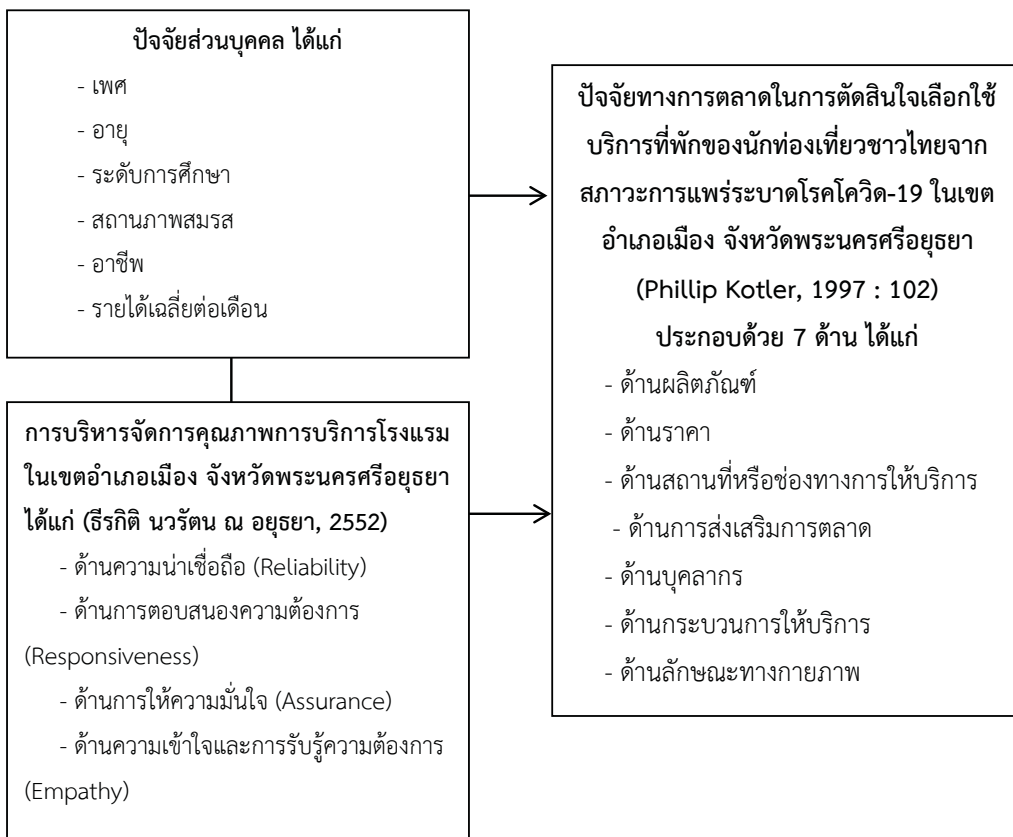 ปัจจัยส่วนบุคคล ได้แก่
- เพศ
- อายุ
- ระดับการศึกษา
- สถานภาพสมรส
- อาชีพ
- รายได้เฉลี่ยต่อเดือน
การบริหารจัดการคุณภาพการบริการโรงแรม
ในเขตอำเภอเมือง จังหวัดพระนครศรีอยุธยา
ได้แก่ (ธีรกิติ นวรัตน ณ อยุธยา, 2552)
- ด้านความน่าเชื่อถือ (Reliability)
- ด้านการตอบสนองความต้องการ
(Responsiveness)
- ด้านการให้ความมั่นใจ (Assurance)
- ด้านความเข้าใจและการรับรู้ความต้องการ
(Empathy)
ปัจจัยทางการตลาดในการตัดสินใจเลือกใช้
บริการที่พักของนักท่องเที่ยวชาวไทยจาก
สภาวะการแพร่ระบาดโรคโควิด-19 ในเขต
อำเภอเมือง จังหวัดพระนครศรีอยุธยา
(Phillip Kotler, 1997 : 102)
ประกอบด้วย 7 ด้าน ได้แก่
- ด้านผลิตภัณฑ์
- ด้านราคา
- ด้านสถานที่หรือช่องทางการให้บริการ
- ด้านการส่งเสริมการตลาด
- ด้านบุคลากร
- ด้านกระบวนการให้บริการ
- ด้านลักษณะทางกายภาพ